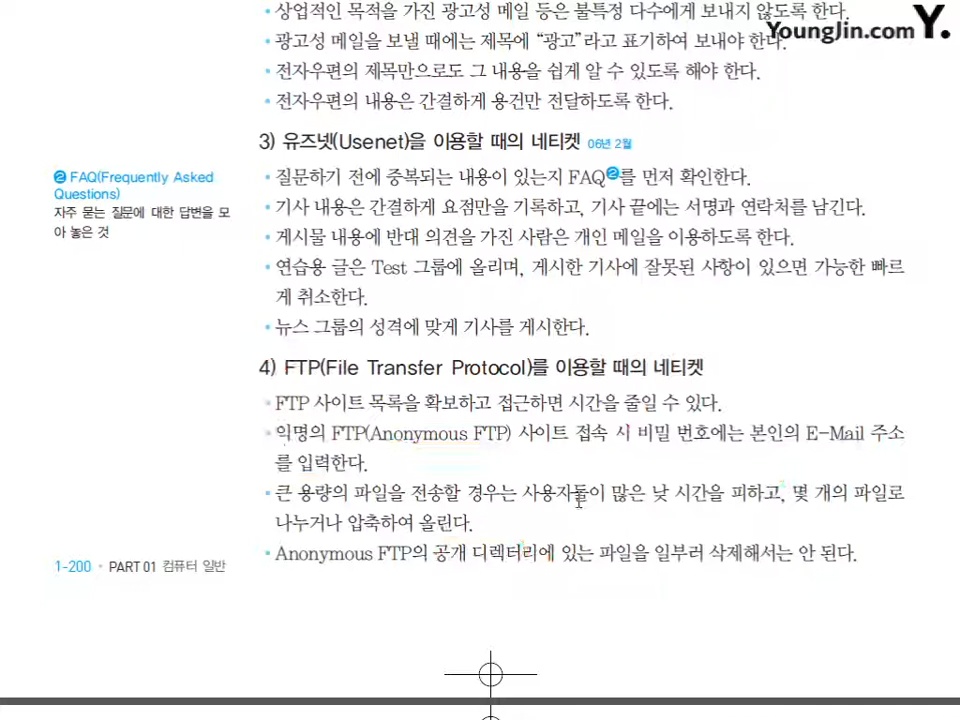 • 상업적인 목적을 가진 광고성 메일 등은 불특정 다수에게 보내지 않도록 한다.
YoungJin.com Y.
• 광고성 메일을 보낼 때에는 제목에 “광고”라고 표기하여 보내야 한다.
• 전자우편의 제목만으로도 그 내용을 쉽게 알 수 있도록 해야 한다.
• 전자우편의 내용은 간결하게 용건만 전달하도록 한다.
3) 유즈넷(Usenet)을 이용할 때의 네티켓 06년 2월
❷ FAQ(Frequently Asked
Questions)
자주 묻는 질문에 대한 답변을 모
아 놓은 것
• 질문하기 전에 중복되는 내용이 있는지 FAQ❷를 먼저 확인한다.
• 기사 내용은 간결하게 요점만을 기록하고, 기사 끝에는 서명과 연락처를 남긴다.
• 게시물 내용에 반대 의견을 가진 사람은 개인 메일을 이용하도록 한다.
• 연습용 글은 Test 그룹에 올리며, 게시한 기사에 잘못된 사항이 있으면 가능한 빠르
게 취소한다.
• 뉴스 그룹의 성격에 맞게 기사를 게시한다.
4) FTP(File Transfer Protocol)를 이용할 때의 네티켓
• FTP 사이트 목록을 확보하고 접근하면 시간을 줄일 수 있다.
• 익명의 FTP(Anonymous FTP) 사이트 접속 시 비밀 번호에는 본인의 E-Mail 주소
를 입력한다.
• 큰 용량의 파일을 전송할 경우는 사용자들이 많은 낮 시간을 피하고, 몇 개의 파일로
나누거나 압축하여 올린다.
• Anonymous FTP의 공개 디렉터리에 있는 파일을 일부러 삭제해서는 안 된다.
1-200 • PART 01 컴퓨터 일반